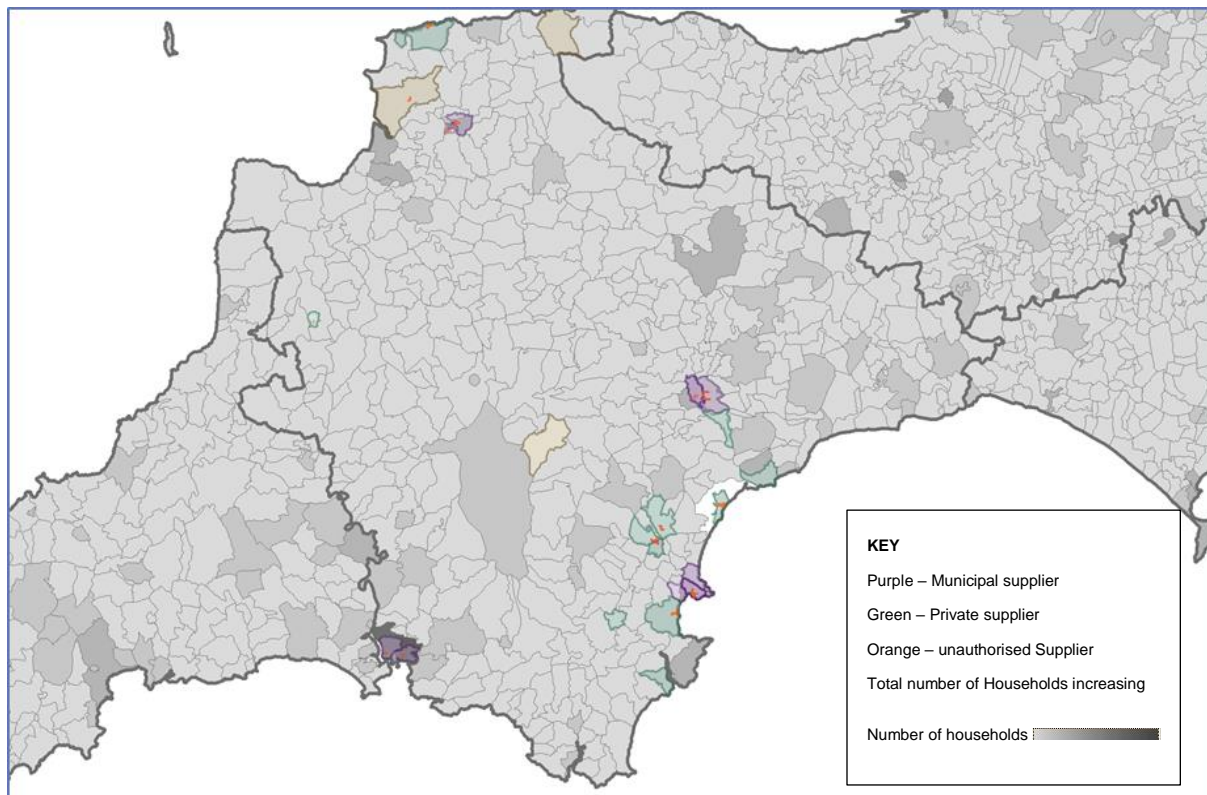 KEY
Purple – Municipal supplier
Green – Private supplier
Orange – unauthorised Supplier
Total number of Households increasing
Number of households